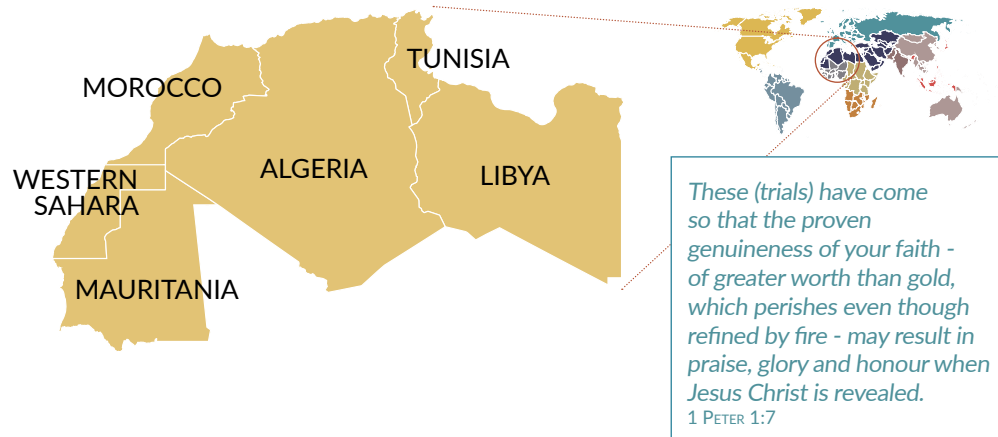 TUNISIA
MOROCCO
ALGERIA
LIBYA
WESTERN
SAHARA
MAURITANIA
These (trials) have come
so that the proven
genuineness of your faith -
of greater worth than gold,
which perishes even though
refined by fire - may result in
praise, glory and honour when
Jesus Christ is revealed.
1 PETER 1:7